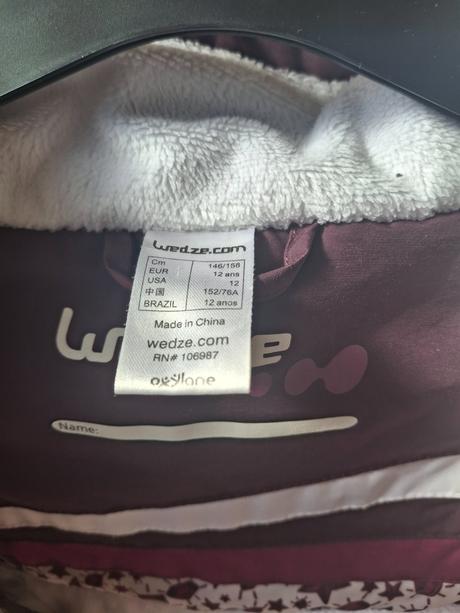 wedze.com
Cm 146/156
EUR 12 ans
USA 12
中国 152/76A
BRAZIL 12 anos
Made in China
wedze.com
RN# 106987
oxylane
Name: